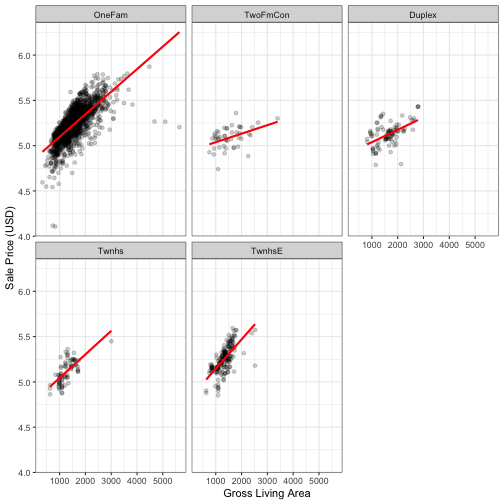 OneFam TwoFmCon Duplex
6.0
5.5
5.0
4.5
4.0
1000 2000 3000 4000 5000
Twnhs TwnhsE
6.0
5.5
5.0
4.5
4.0
1000 2000 3000 4000 5000 1000 2000 3000 4000 5000
Gross Living Area
Sale Price (USD)